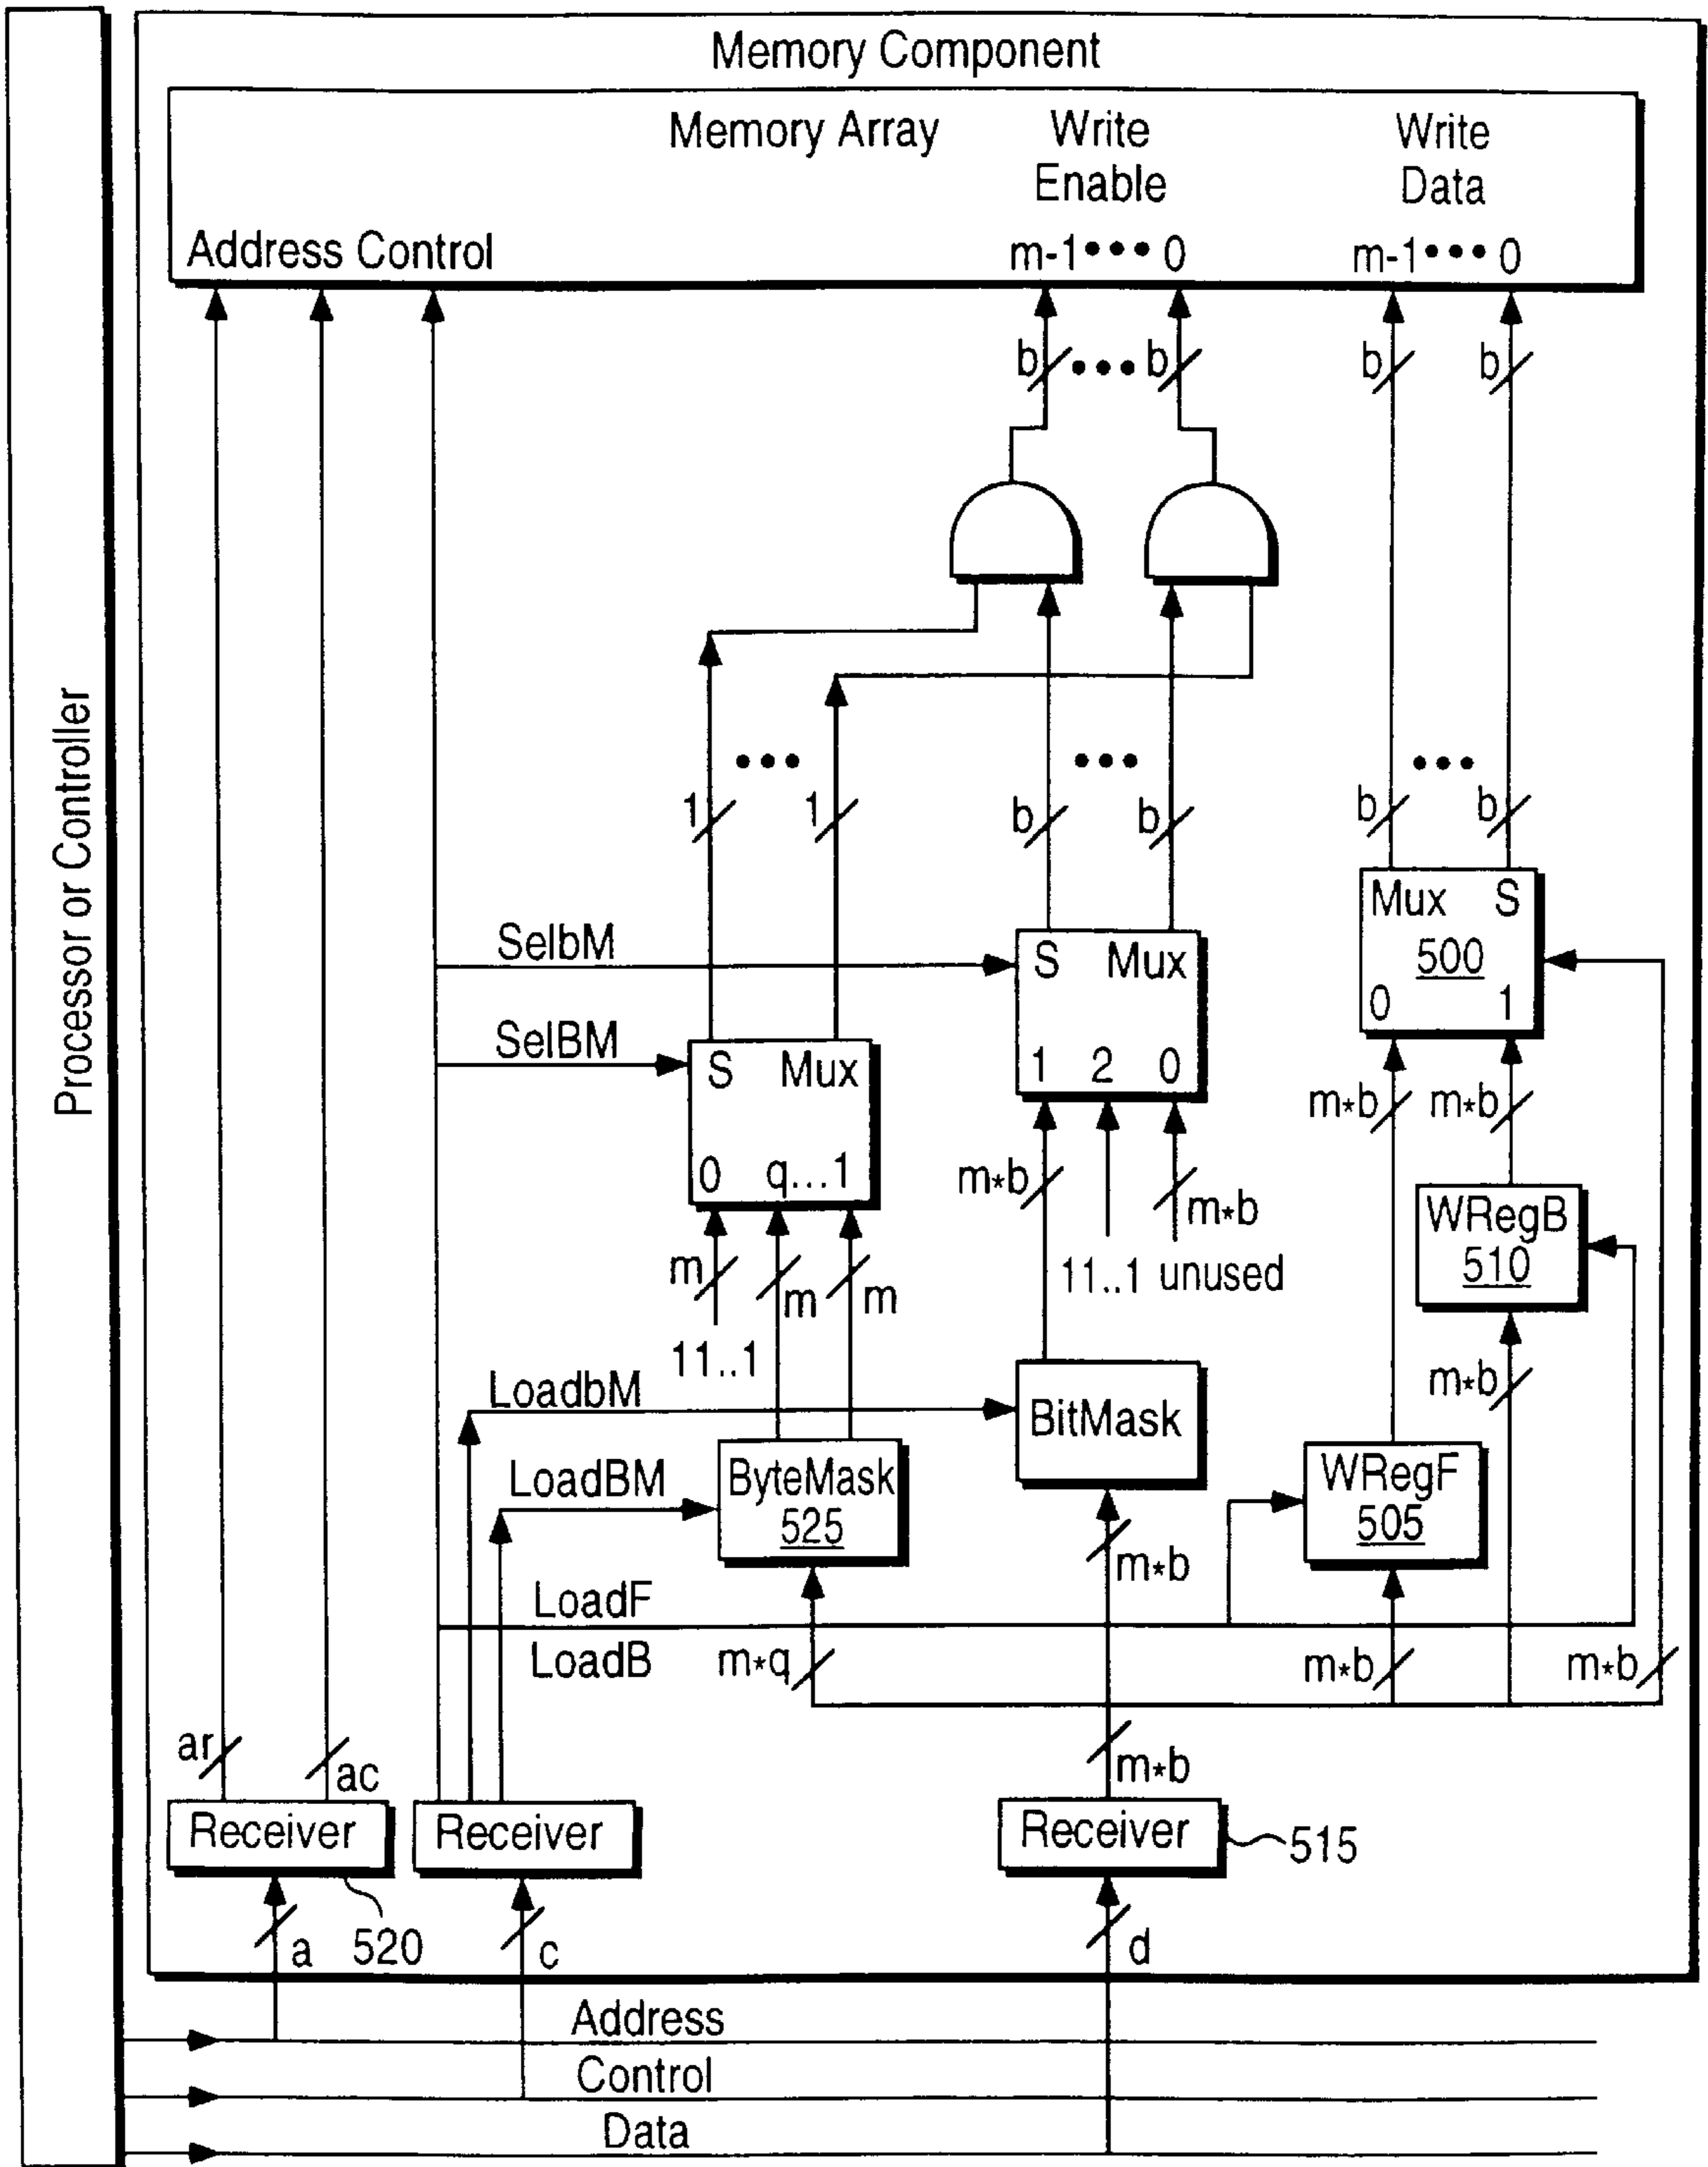 Memory Component
Memory Array
Write
Enable
Write
Data
Address Control
m-1•••0
m-1•••0
b
•••
b
b
b
Processor or Controller
•••
•••
•••
1
1
b
b
b
b
Mux S
500
0 1
SelbM
S Mux
1 2 0
SelBM
S Mux
0 q...1
m*b
m*b
m*b
m*b
WRegB
510
m
m
m
11..1
11..1 unused
m*b
LoadbM
BitMask
LoadBM
ByteMask
525
WRegF
505
m*b
LoadF
LoadB
m*q
m*b
m*b
ar
ac
m*b
Receiver
Receiver
Receiver
515
a
520
c
d
Address
Control
Data